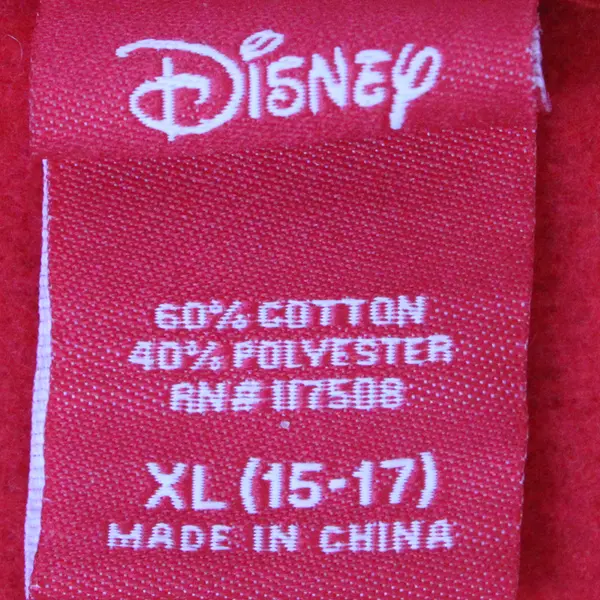 DISNEY
60% COTTON
40% POLYESTER
RN# 117508
XL (15-17)
MADE IN CHINA